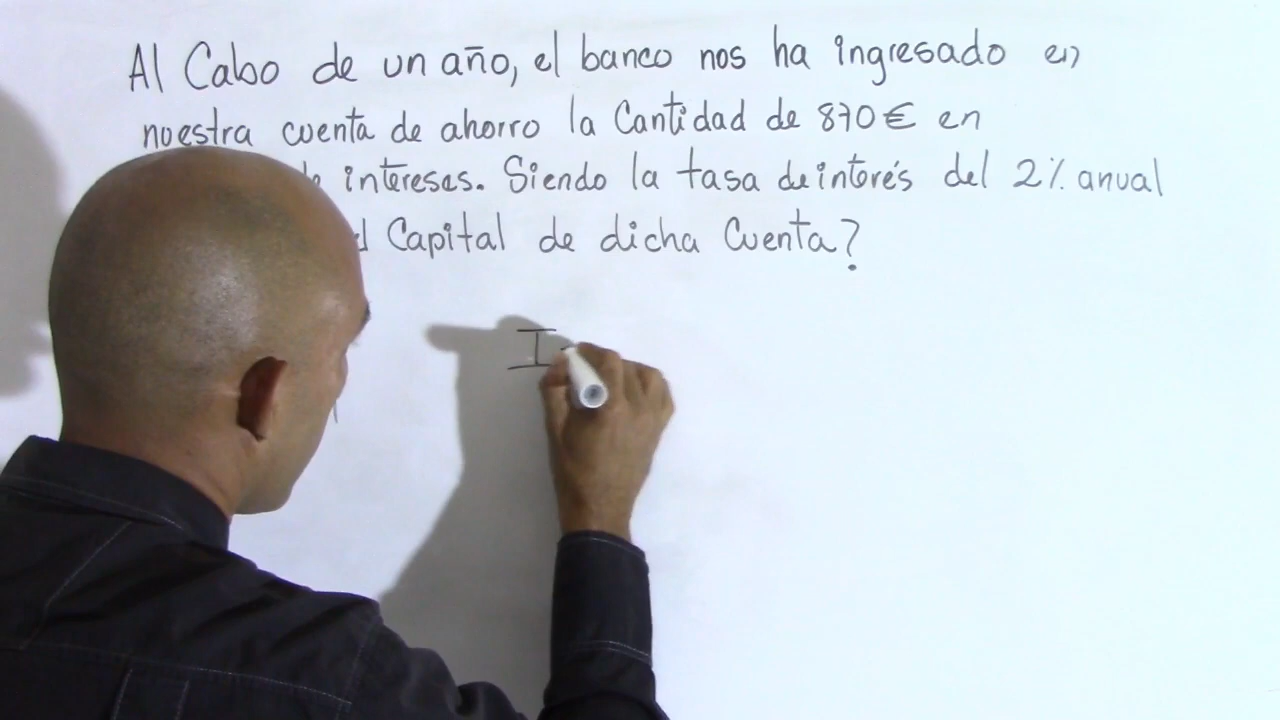 Al Cabo de un año, el banco nos ha ingresado en
nuestra cuenta de ahorro la Cantidad de 870€ en
intereses. Siendo la tasa de interés del 2% anual
Capital de dicha Cuenta?
I